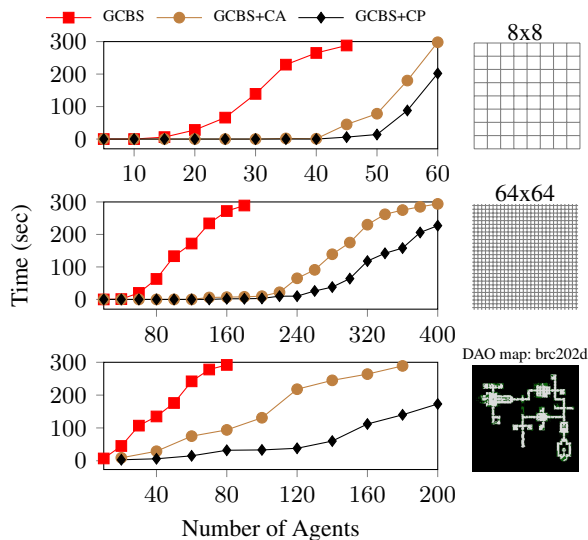 GCBS GCBS+CA GCBS+CP
8x8
300
200
100
0
10 20 30 40 50 60
64x64
300
200
100
0
80 160 240 320 400
DAO map: brc202d
300
200
100
0
40 80 120 160 200
Time (sec)
Number of Agents